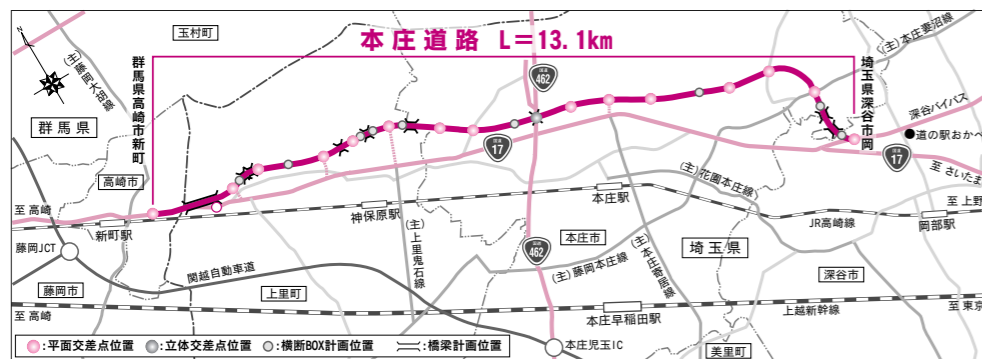 本庄道路 L=13.1km
玉村町
(主)藤岡大胡線
群馬県
群馬県高崎市新町
高崎市
至 高崎
新町駅
藤岡JCT
関越自動車道
藤岡市
上里町
至 高崎
神保原駅
(主)上里鬼石線
国道
462
国道
17
国道
462
本庄市
(主)藤岡本庄線
本庄駅
(主)花園本庄線
(主)本庄寄居線
埼玉県
本庄早稲田駅
本庄児玉IC
美里町
上越新幹線
JR高崎線
深谷市
岡部駅
(主)本庄妻沼線
埼玉県深谷市岡
深谷バイパス
道の駅おかべ
国道
17
至 さいたま
至 上野
至 東京
:平面交差点位置 :立体交差点位置 :横断BOX計画位置 :橋梁計画位置
N